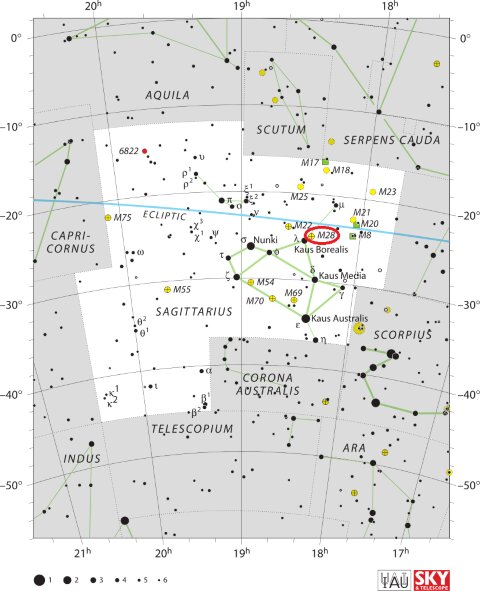 20h 19h 18h 17h
0° 0°
AQUILA
SCUTUM
-10° -10°
SERPENS CAUDA
6822 υ M17
M18
ρ1
ρ2 M23
M25
ξ1
ξ2
π ο μ
-20° M75 ν M21 -20°
ECLIPTIC M20
M22
CAPRI-
CORNUS
χ3 ψ M28 M8
χ1 σ Nunki λ
Kaus Borealis
ω τ φ
δ Kaus Media
ζ M54
M55 γ
-30° M70 M69 -30°
SAGITTARIUS Kaus Australis
ε
θ2 SCORPIUS
θ1 η
-40° α CORONA
AUSTRALIS -40°
κ1 ι
κ2 β1
β2
TELESCOPIUM
INDUS ARA
-50° -50°
21h 20h 19h 18h 17h
1 2 3 4 5 6
IAU SKY
& TELESCOPE